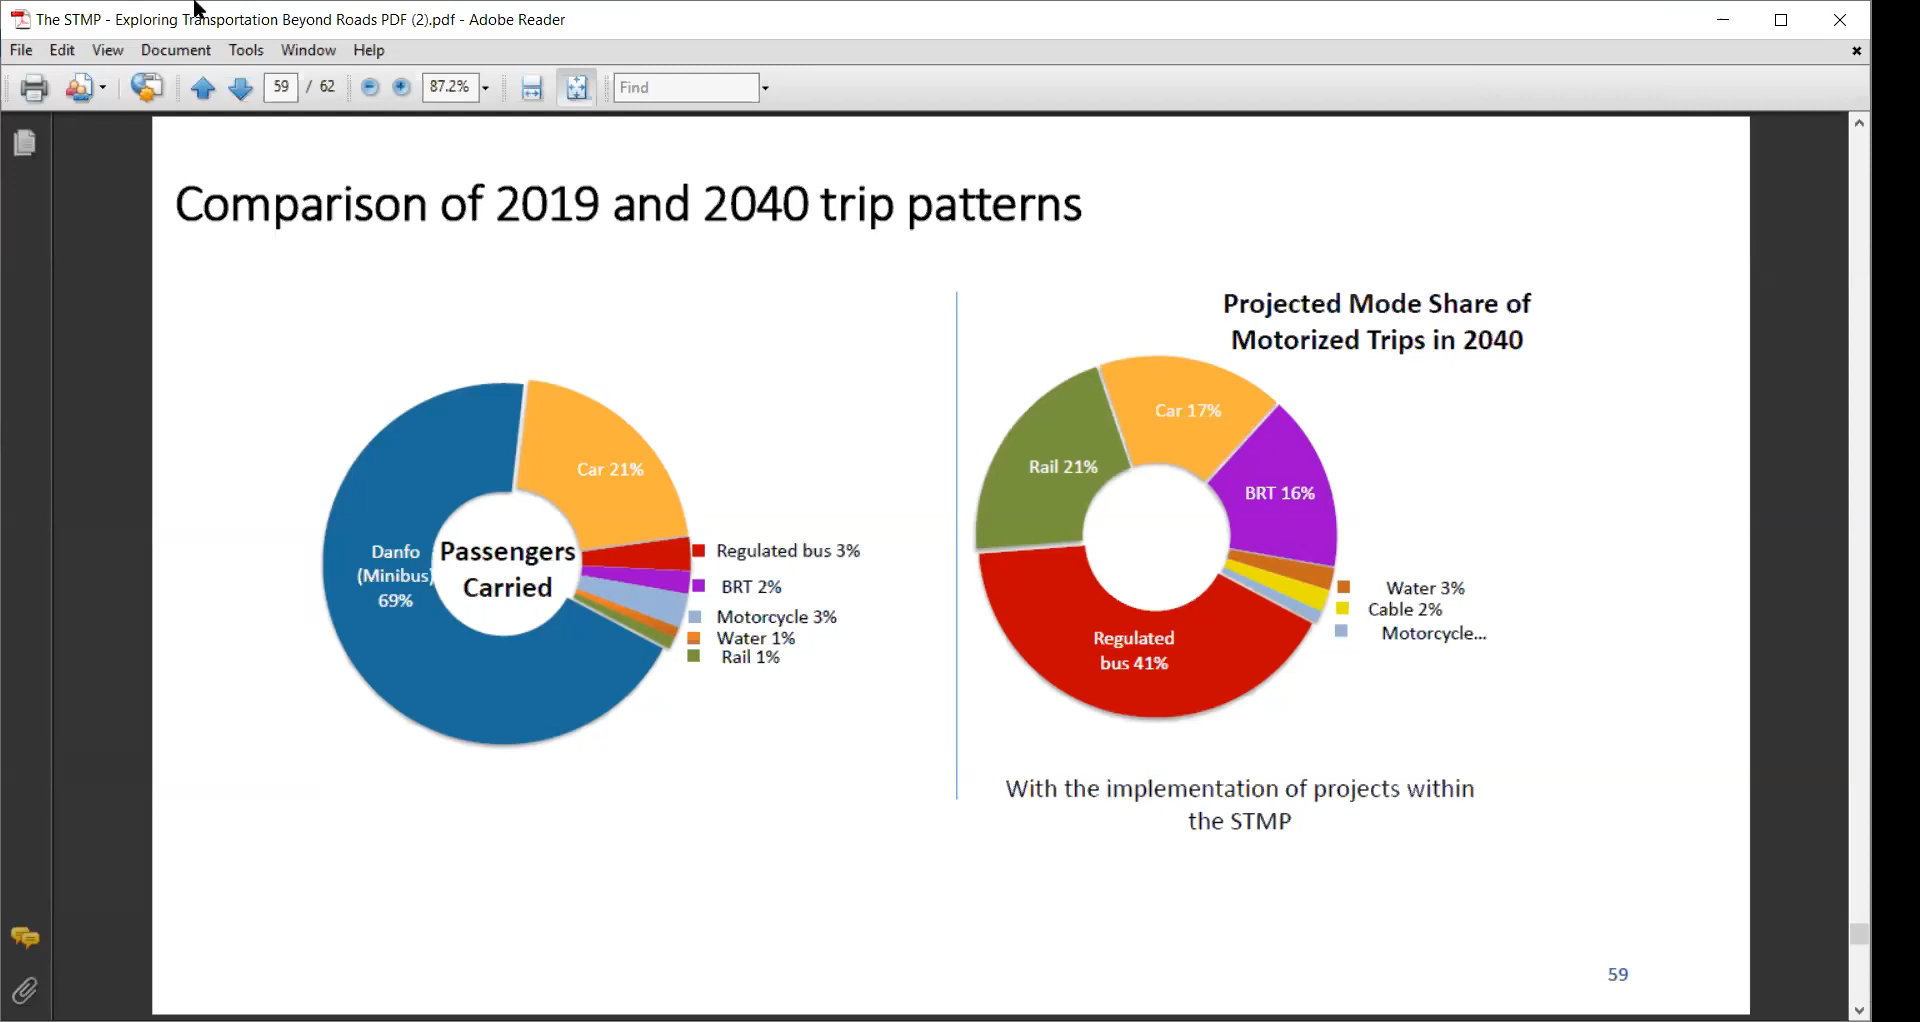 The STMP - Exploring Transportation Beyond Roads PDF (2).pdf - Adobe Reader
File Edit View Document Tools Window Help
59 / 62 87.2% Find
Comparison of 2019 and 2040 trip patterns
Danfo
(Minibus)
69%
Passengers
Carried
Car 21%
Regulated bus 3%
BRT 2%
Motorcycle 3%
Water 1%
Rail 1%
Projected Mode Share of
Motorized Trips in 2040
Car 17%
Rail 21%
BRT 16%
Water 3%
Cable 2%
Motorcycle...
Regulated
bus 41%
With the implementation of projects within
the STMP
59